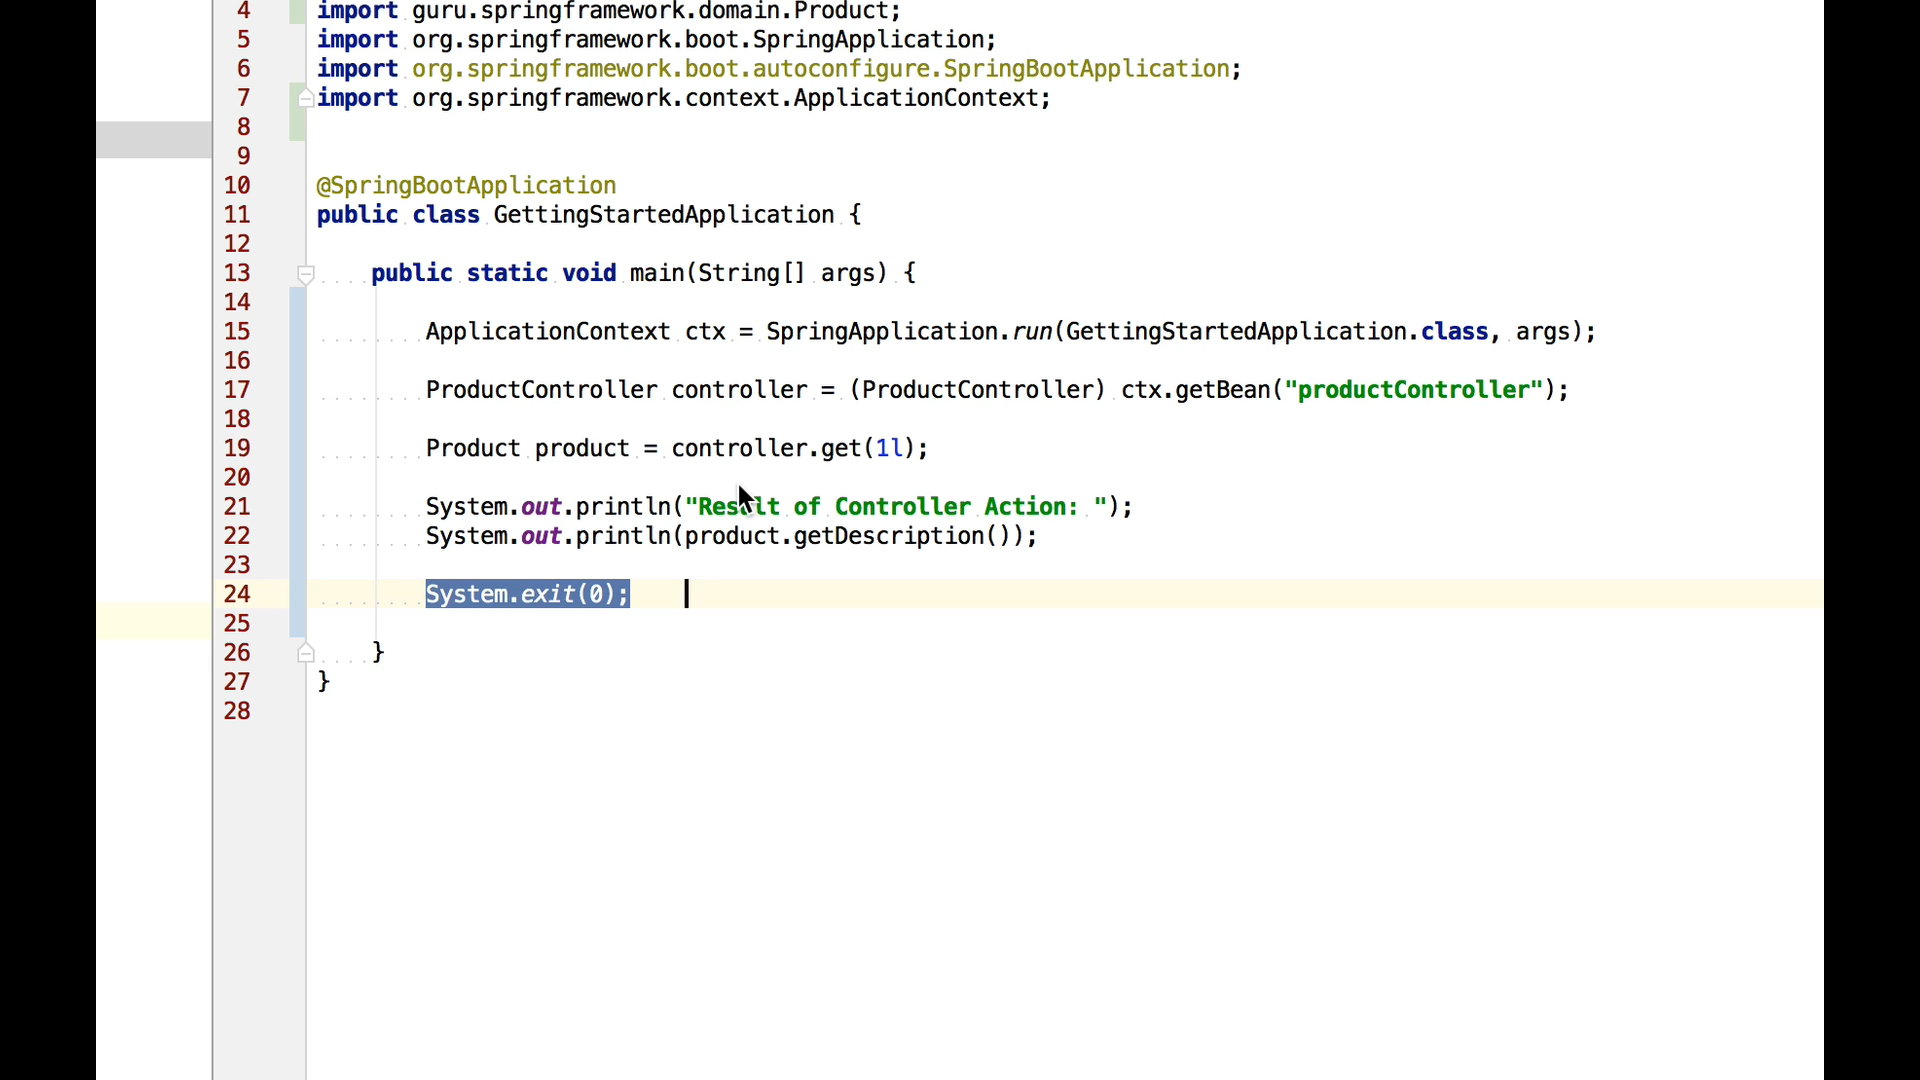 4 import guru.springframework.domain.Product;
5 import org.springframework.boot.SpringApplication;
6 import org.springframework.boot.autoconfigure.SpringBootApplication;
7 import org.springframework.context.ApplicationContext;
8
9
10 @SpringBootApplication
11 public class GettingStartedApplication {
12
13 public static void main(String[] args) {
14
15 ApplicationContext ctx = SpringApplication.run(GettingStartedApplication.class, args);
16
17 ProductController controller = (ProductController) ctx.getBean("productController");
18
19 Product product = controller.get(1l);
20
21 System.out.println("Result of Controller Action: ");
22 System.out.println(product.getDescription());
23
24 System.exit(0);
25
26 }
27 }
28